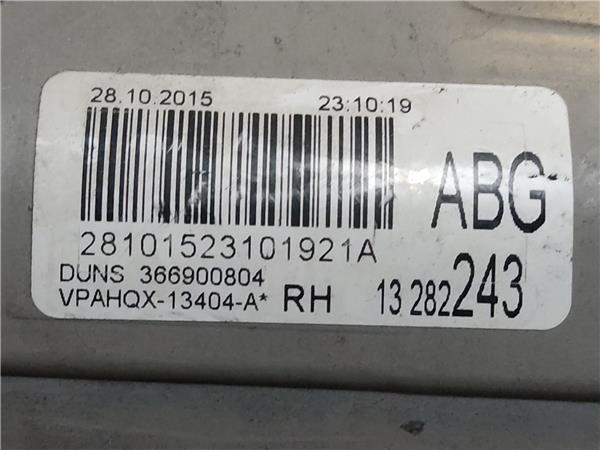 28.10.2015 23:10:19
ABG
28101523101921A
DUNS 366900804
VPAHQX-13404-A* RH 13 282 243